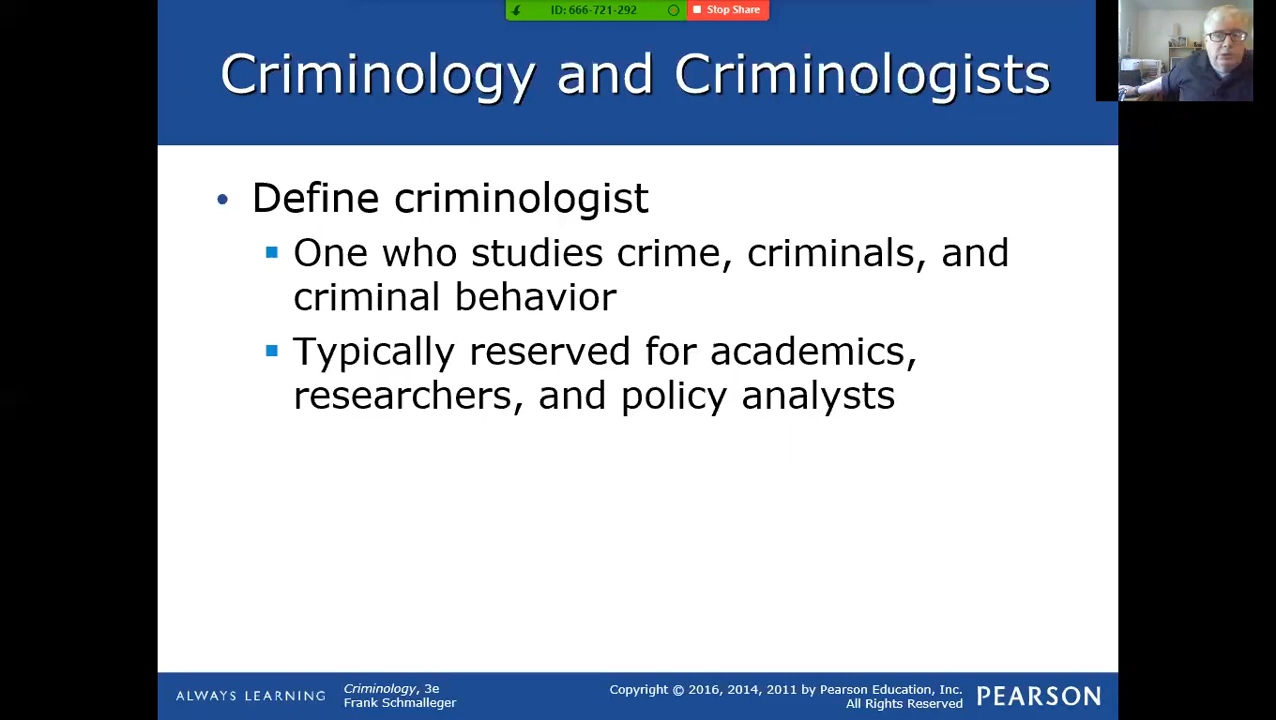 ID: 666-721-292 Stop Share
Criminology and Criminologists
• Define criminologist
▪ One who studies crime, criminals, and
criminal behavior
▪ Typically reserved for academics,
researchers, and policy analysts
ALWAYS LEARNING
Criminology, 3e
Frank Schmalleger
Copyright © 2016, 2014, 2011 by Pearson Education, Inc.
All Rights Reserved
PEARSON